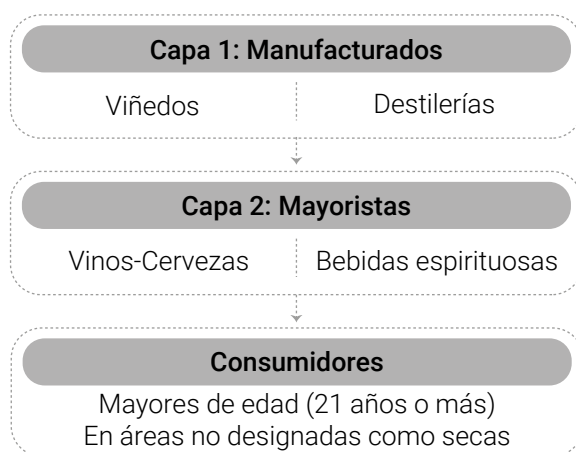 Capa 1: Manufacturados
Viñedos
Destilerías
Capa 2: Mayoristas
Vinos-Cervezas
Bebidas espirituosas
Consumidores
Mayores de edad (21 años o más)
En áreas no designadas como secas